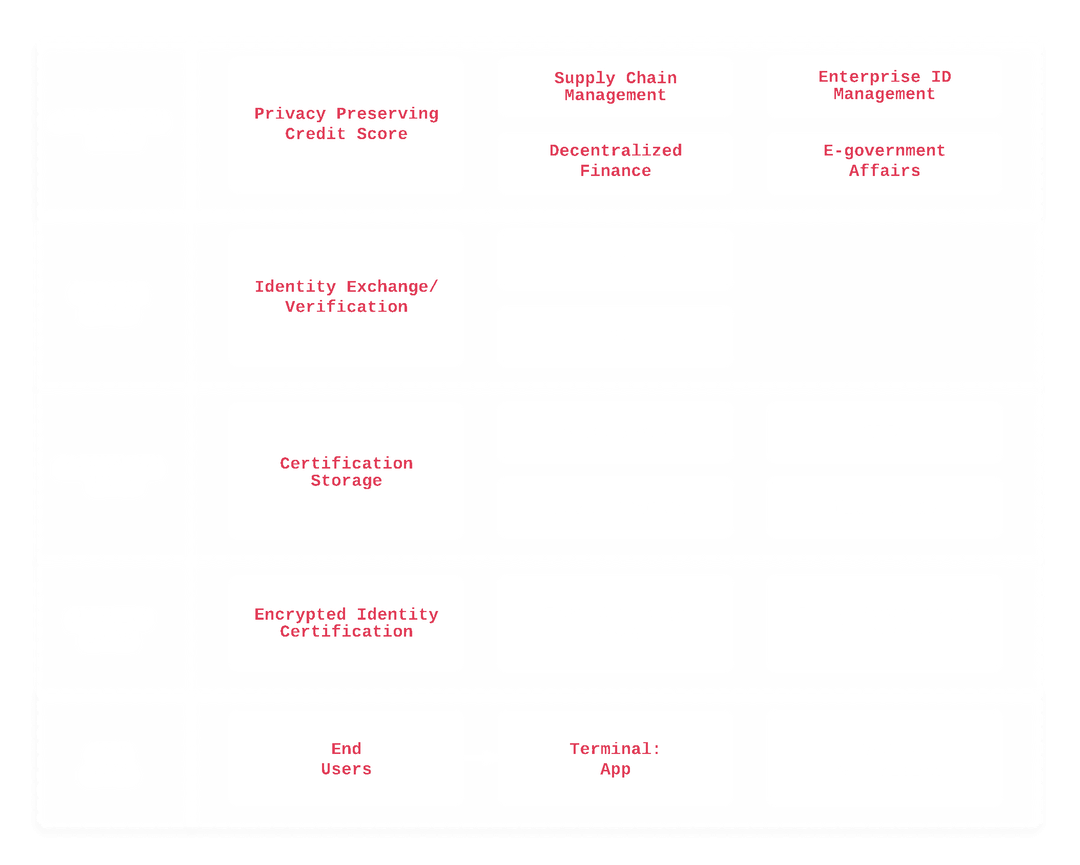 Privacy Preserving
Credit Score
Supply Chain
Management
Enterprise ID
Management
Decentralized
Finance
E-government
Affairs
Identity Exchange/
Verification
Certification
Storage
Encrypted Identity
Certification
End
Users
Terminal:
App